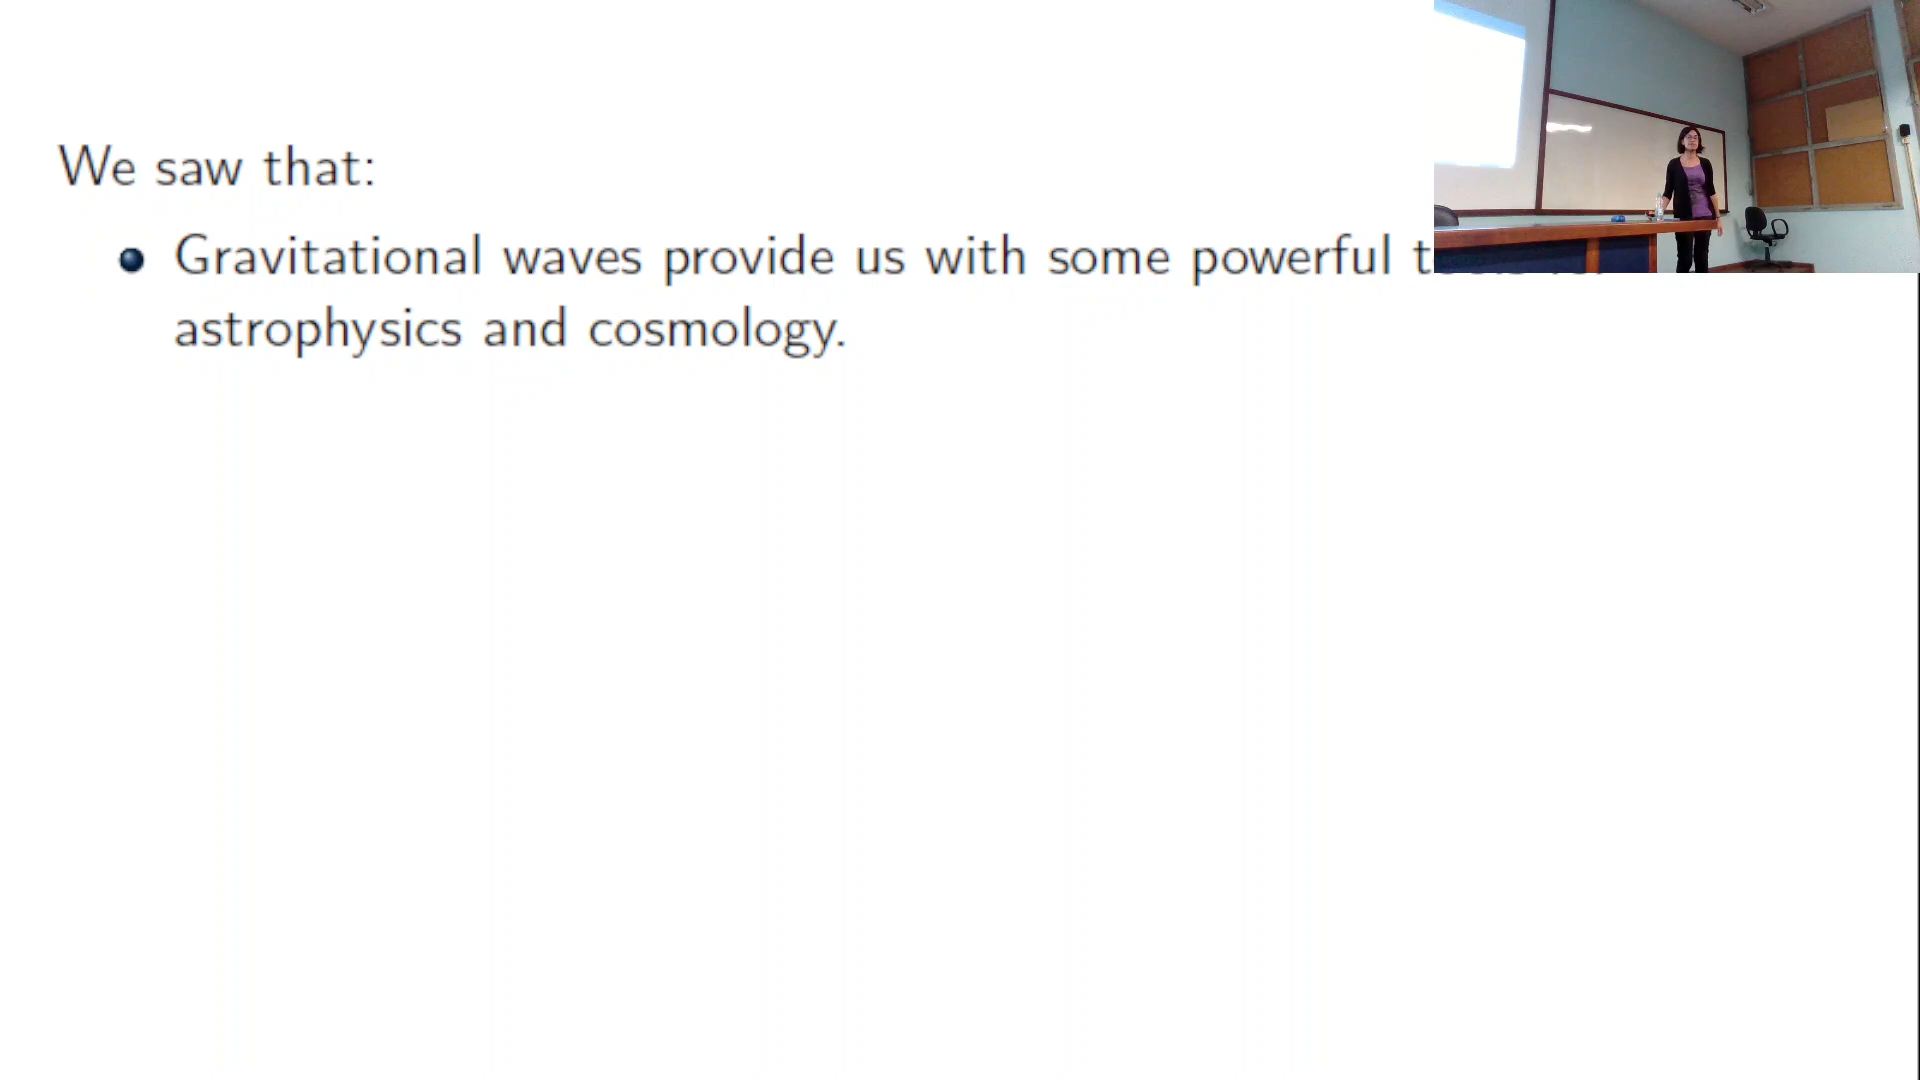 We saw that:
Gravitational waves provide us with some powerful
astrophysics and cosmology.